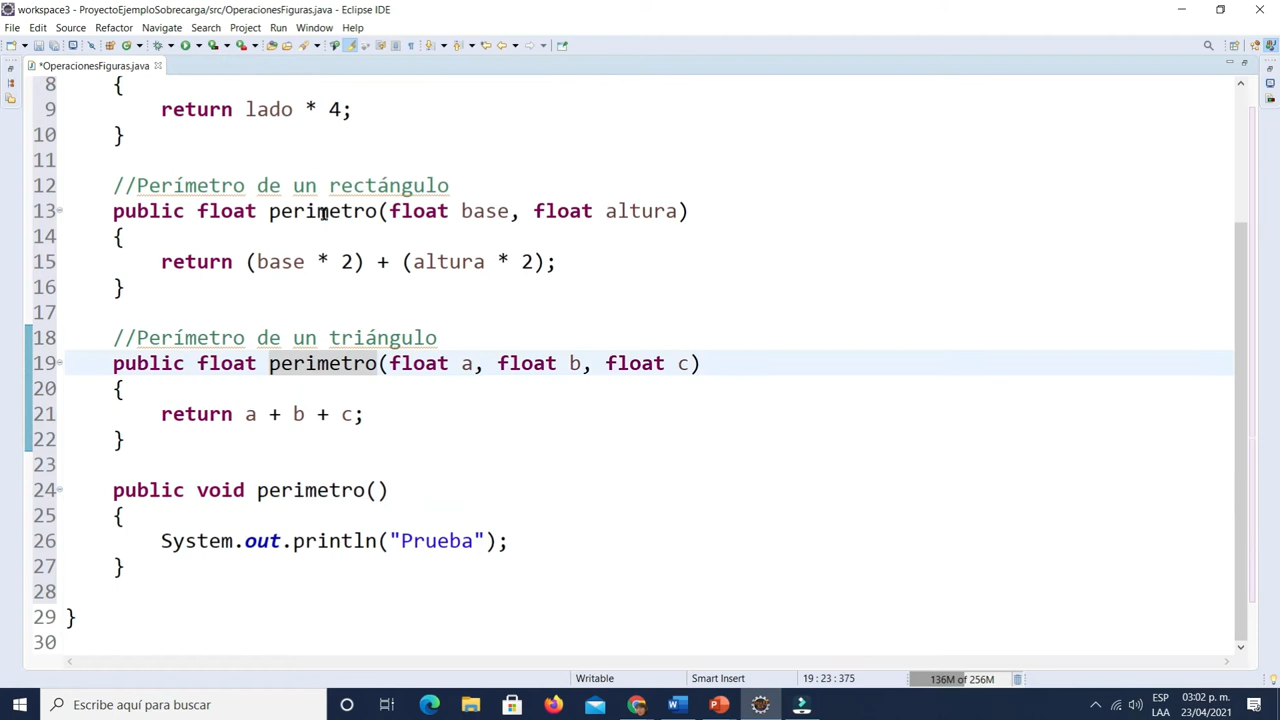 workspace3 - ProyectoEjemploSobrecarga/src/OperacionesFiguras.java - Eclipse IDE
File Edit Source Refactor Navigate Search Project Run Window Help
*OperacionesFiguras.java
8 {
9 return lado * 4;
10 }
11
12 //Perímetro de un rectángulo
13 public float perimetro(float base, float altura)
14 {
15 return (base * 2) + (altura * 2);
16 }
17
18 //Perímetro de un triángulo
19 public float perimetro(float a, float b, float c)
20 {
21 return a + b + c;
22 }
23
24 public void perimetro()
25 {
26 System.out.println("Prueba");
27 }
28
29 }
30
Writable Smart Insert 19 : 23 : 375 136M of 256M
Escribe aquí para buscar
ESP 03:02 p. m.
LAA 23/04/2021